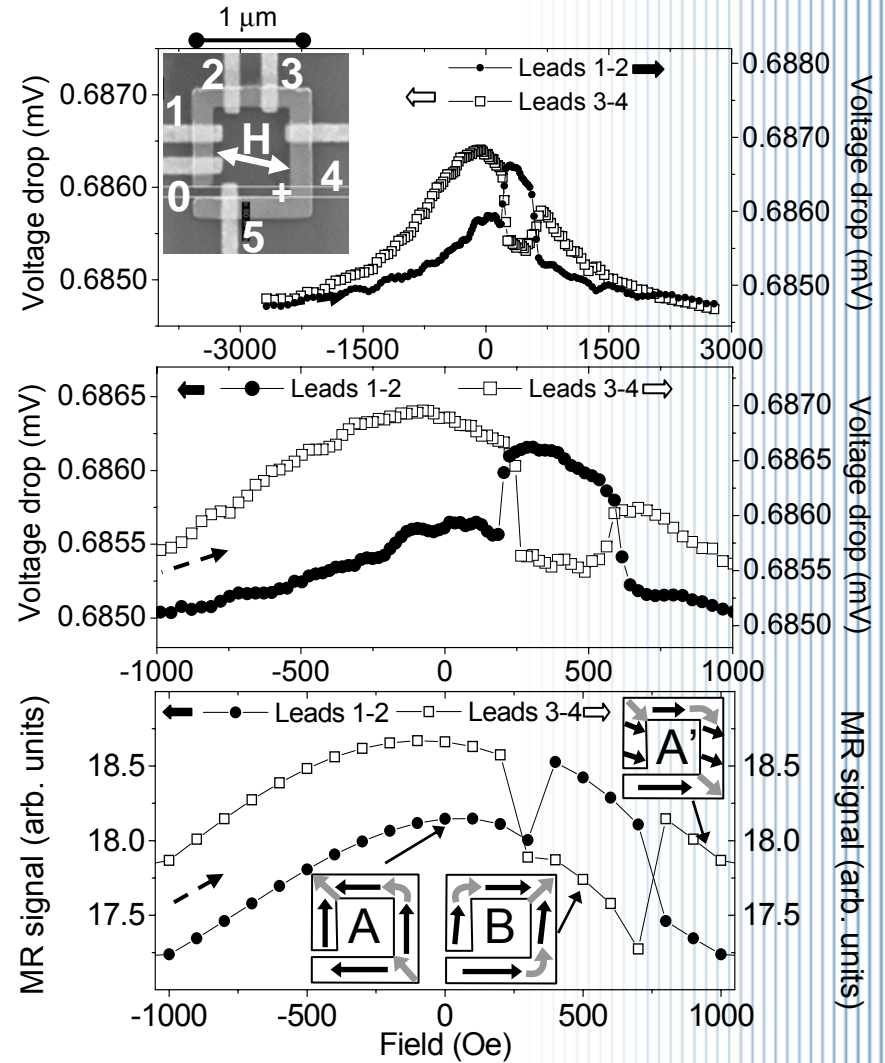 1 μm
Leads 1-2
Leads 3-4
Voltage drop (mV)
0.6870
0.6860
0.6850
0.6880
0.6870
0.6860
0.6850
Voltage drop (mV)
2 3
1
H
4
0
+
5
-3000 -1500 0 1500 3000
Leads 1-2 Leads 3-4
Voltage drop (mV)
0.6865
0.6860
0.6855
0.6850
0.6870
0.6865
0.6860
0.6855
0.6850
Voltage drop (mV)
-1000 -500 0 500 1000
Leads 1-2 Leads 3-4
MR signal (arb. units)
18.5
18.0
17.5
A'
A
B
18.5
18.0
17.5
MR signal (arb. units)
-1000 -500 0 500 1000
Field (Oe)